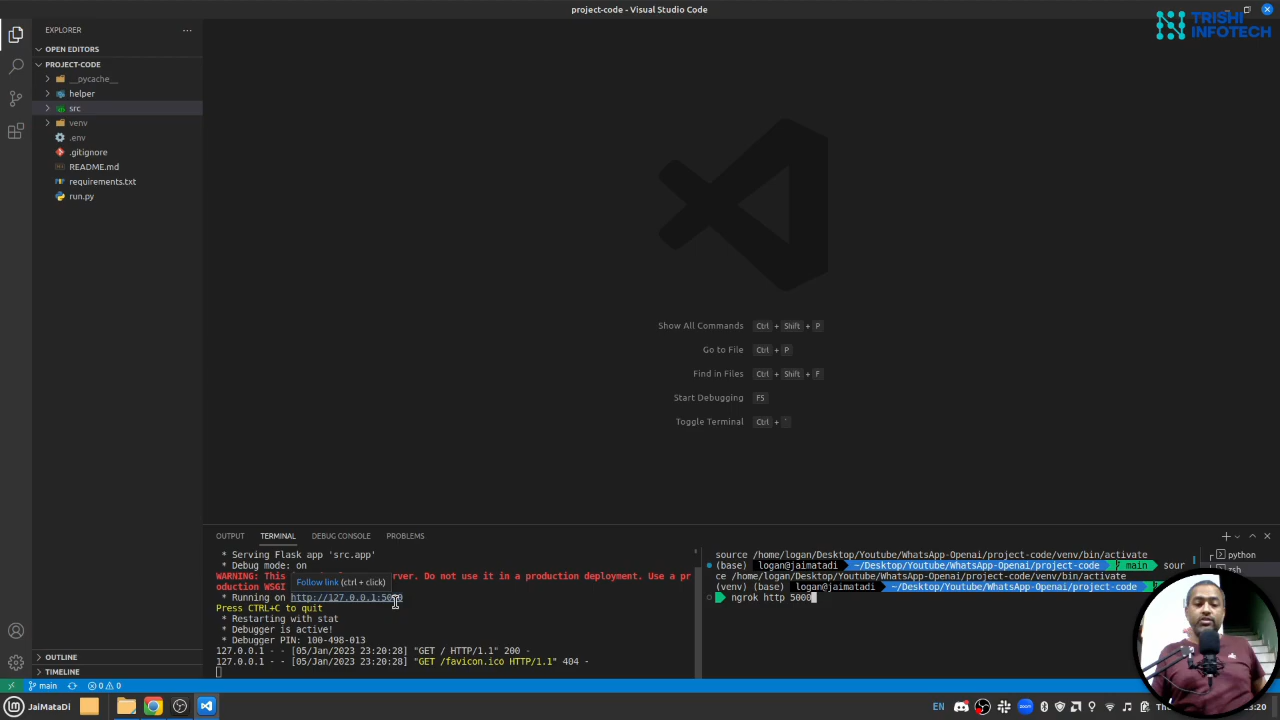 project-code - Visual Studio Code
TRISHI
INFOTECH
EXPLORER
OPEN EDITORS
PROJECT-CODE
__pycache__
helper
src
venv
.env
.gitignore
README.md
requirements.txt
run.py
OUTLINE
TIMELINE
Show All Commands Ctrl + Shift + P
Go to File Ctrl + P
Find in Files Ctrl + Shift + F
Start Debugging F5
Toggle Terminal Ctrl + `
OUTPUT TERMINAL DEBUG CONSOLE PROBLEMS
* Serving Flask app 'src.app'
* Debug mode: on
WARNING: This rver. Do not use it in a production deployment. Use a pr
oduction WSGI
Follow link (ctrl + click)
* Running on http://127.0.0.1:5000
Press CTRL+C to quit
* Restarting with stat
* Debugger is active!
* Debugger PIN: 100-498-013
127.0.0.1 - - [05/Jan/2023 23:20:28] "GET / HTTP/1.1" 200 -
127.0.0.1 - - [05/Jan/2023 23:20:28] "GET /favicon.ico HTTP/1.1" 404 -
source /home/logan/Desktop/Youtube/WhatsApp-Openai/project-code/venv/bin/activate
(base) logan@jaimatadi ~/Desktop/Youtube/WhatsApp-Openai/project-code main sour
ce /home/logan/Desktop/Youtube/WhatsApp-Openai/project-code/venv/bin/activate
(venv) (base) logan@jaimatadi ~/Desktop/Youtube/WhatsApp-Openai/project-code
ngrok http 5000
python
zsh
main 0 0
JaiMataDi
EN
zoom
23:20